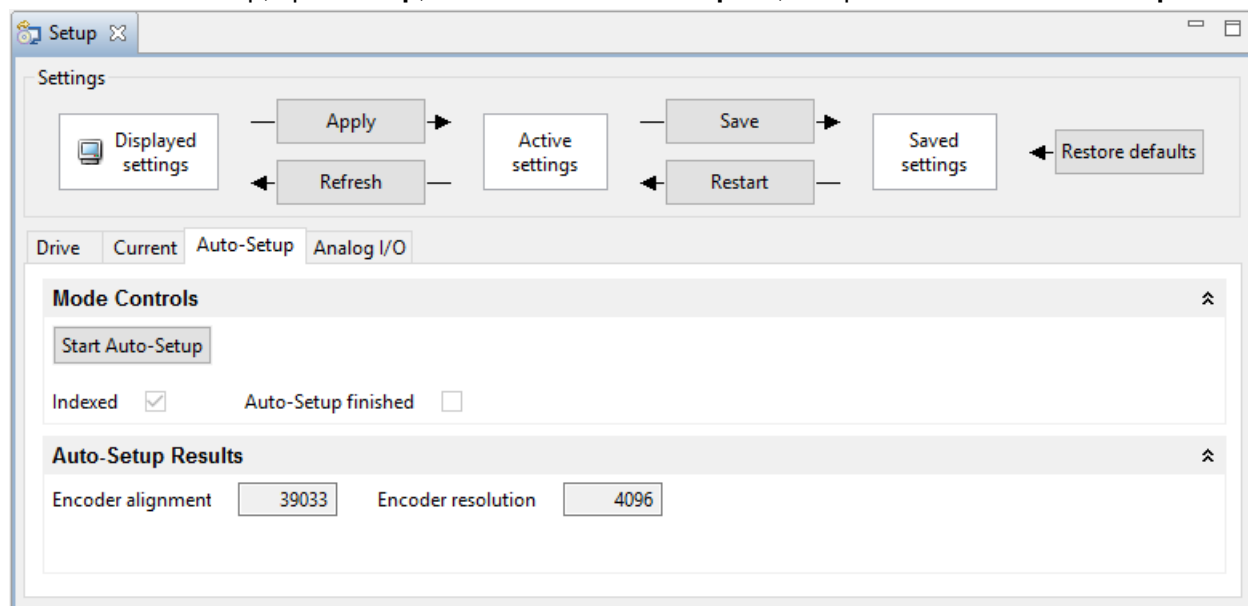 Setup
Settings
Displayed settings
Apply
Refresh
Active settings
Save
Restart
Saved settings
Restore defaults
Drive Current Auto-Setup Analog I/O
Mode Controls
Start Auto-Setup
Indexed Auto-Setup finished
Auto-Setup Results
Encoder alignment 39033 Encoder resolution 4096